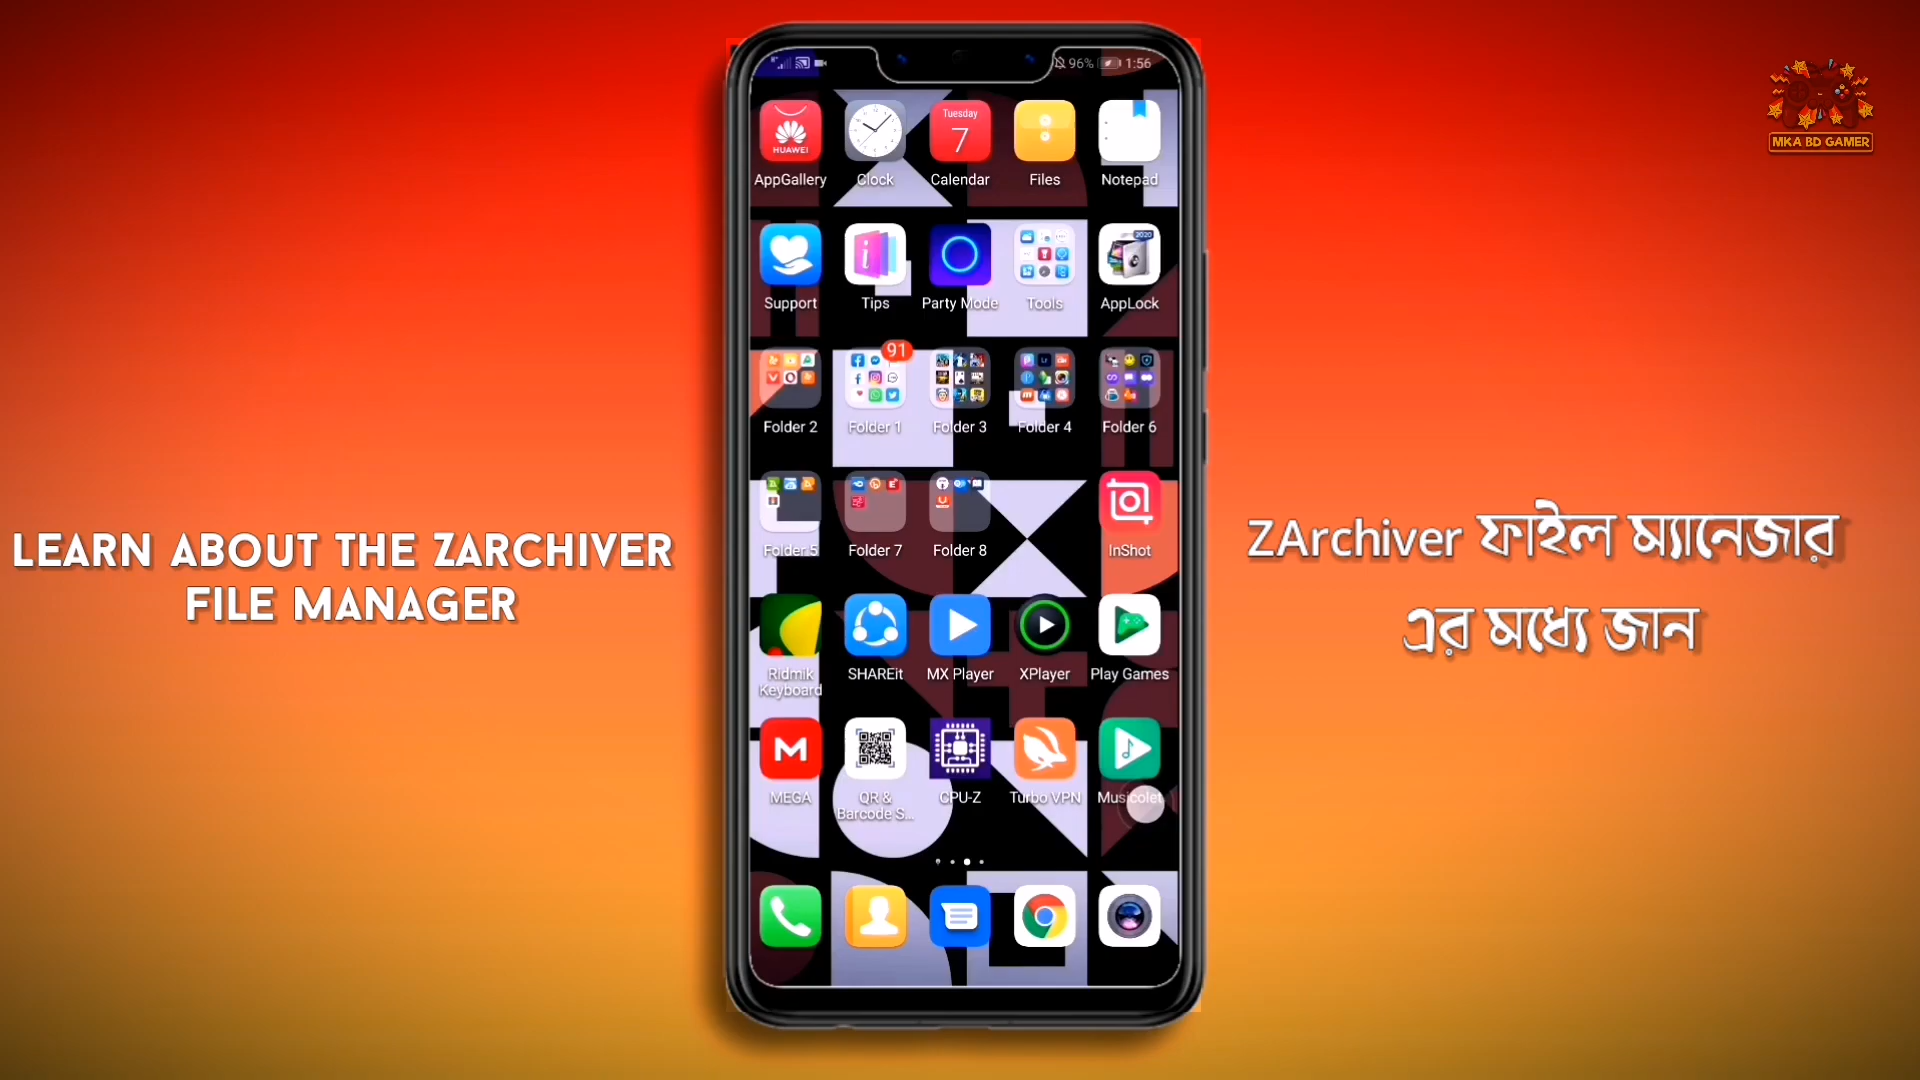 96% 1:56
MKA BD GAMER
Tuesday
7
HUAWEI
AppGallery Clock Calendar Files Notepad
2020
Support Tips Party Mode Tools AppLock
91
Folder 2 Folder 1 Folder 3 Folder 4 Folder 6
Folder 5 Folder 7 Folder 8 InShot
LEARN ABOUT THE ZARCHIVER
FILE MANAGER
ZArchiver ফাইল ম্যানেজার
এর মধ্যে জান
Ridmik
Keyboard
SHAREit MX Player XPlayer Play Games
MEGA
QR &
Barcode S...
CPU-Z Turbo VPN Musicolet